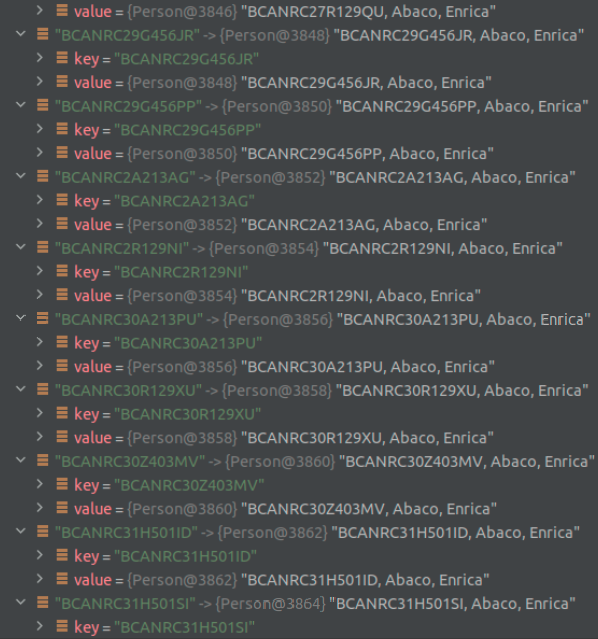 value = {Person@3846} "BCANRC27R129QU, Abaco, Enrica"
"BCANRC29G456JR" -> {Person@3848} "BCANRC29G456JR, Abaco, Enrica"
key = "BCANRC29G456JR"
value = {Person@3848} "BCANRC29G456JR, Abaco, Enrica"
"BCANRC29G456PP" -> {Person@3850} "BCANRC29G456PP, Abaco, Enrica"
key = "BCANRC29G456PP"
value = {Person@3850} "BCANRC29G456PP, Abaco, Enrica"
"BCANRC2A213AG" -> {Person@3852} "BCANRC2A213AG, Abaco, Enrica"
key = "BCANRC2A213AG"
value = {Person@3852} "BCANRC2A213AG, Abaco, Enrica"
"BCANRC2R129NI" -> {Person@3854} "BCANRC2R129NI, Abaco, Enrica"
key = "BCANRC2R129NI"
value = {Person@3854} "BCANRC2R129NI, Abaco, Enrica"
"BCANRC30A213PU" -> {Person@3856} "BCANRC30A213PU, Abaco, Enrica"
key = "BCANRC30A213PU"
value = {Person@3856} "BCANRC30A213PU, Abaco, Enrica"
"BCANRC30R129XU" -> {Person@3858} "BCANRC30R129XU, Abaco, Enrica"
key = "BCANRC30R129XU"
value = {Person@3858} "BCANRC30R129XU, Abaco, Enrica"
"BCANRC30Z403MV" -> {Person@3860} "BCANRC30Z403MV, Abaco, Enrica"
key = "BCANRC30Z403MV"
value = {Person@3860} "BCANRC30Z403MV, Abaco, Enrica"
"BCANRC31H501ID" -> {Person@3862} "BCANRC31H501ID, Abaco, Enrica"
key = "BCANRC31H501ID"
value = {Person@3862} "BCANRC31H501ID, Abaco, Enrica"
"BCANRC31H501SI" -> {Person@3864} "BCANRC31H501SI, Abaco, Enrica"
key = "BCANRC31H501SI"